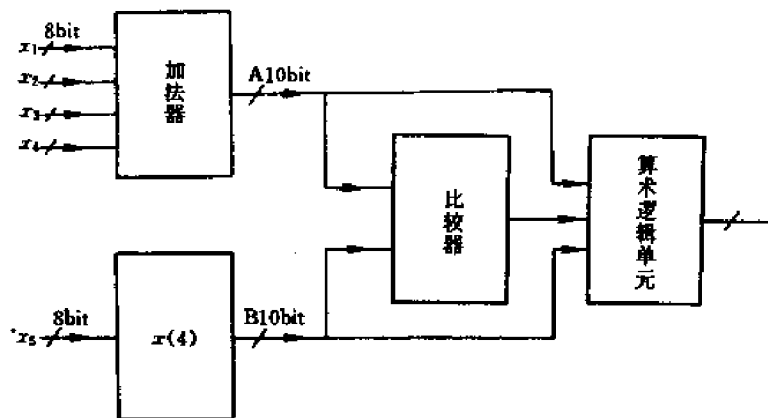 8bit
x₁
x₂
x₃
x₄
加法器
A10bit
比较器
算术逻辑单元
8bit
x₅
x(4)
B10bit